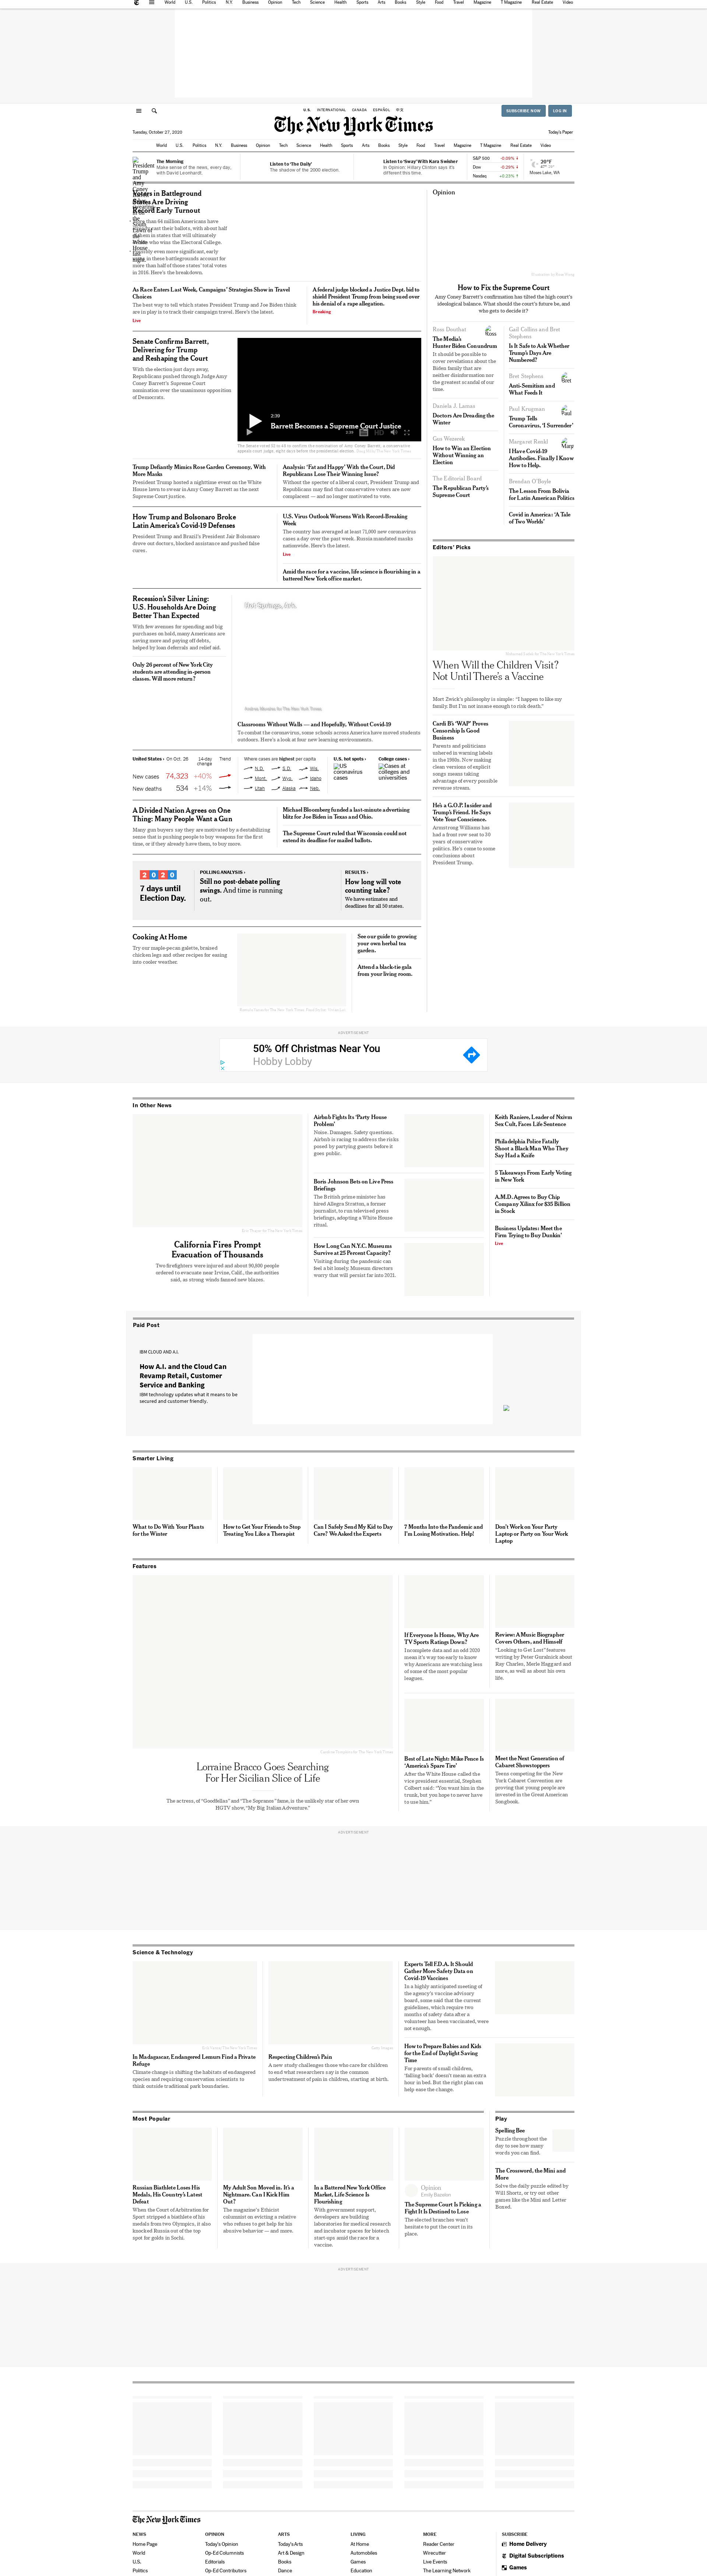 World U.S. Politics N.Y. Business Opinion Tech Science Health Sports Arts Books Style Food Travel Magazine T Magazine Real Estate Video
U.S. INTERNATIONAL CANADA ESPAÑOL 中文
SUBSCRIBE NOW LOG IN
The New York Times
Tuesday, October 27, 2020
Today's Paper
World U.S. Politics N.Y. Business Opinion Tech Science Health Sports Arts Books Style Food Travel Magazine T Magazine Real Estate Video
The Morning
Make sense of the news, every day, with David Leonhardt.
Listen to 'The Daily'
The shadow of the 2000 election.
Listen to 'Sway' With Kara Swisher
In Opinion: Hillary Clinton says it's different this time.
Moses Lake, WA
Voters in Battleground
States Are Driving
Record Early Turnout
As Race Enters Last Week, Campaigns' Strategies Show in Travel Choices
The best way to tell which states President Trump and Joe Biden think are in play is to track their campaign travel. Here's the latest.
Live
A federal judge blocked a Justice Dept. bid to shield President Trump from being sued over his denial of a rape allegation.
Breaking
Senate Confirms Barrett,
Delivering for Trump
and Reshaping the Court
With the election just days away, Republicans pushed through Judge Amy Coney Barrett's Supreme Court nomination over the unanimous opposition of Democrats.
2:39
Barrett Becomes a Supreme Court Justice
Trump Defiantly Mimics Rose Garden Ceremony, With More Masks
President Trump hosted a nighttime event on the White House lawn to swear in Amy Coney Barrett as the next Supreme Court justice.
Analysis: 'Fat and Happy' With the Court, Did Republicans Lose Their Winning Issue?
Without the specter of a liberal court, President Trump and Republicans may find that conservative voters are now complacent — and no longer motivated to vote.
How Trump and Bolsonaro Broke
Latin America's Covid-19 Defenses
President Trump and Brazil's President Jair Bolsonaro drove out doctors, blocked assistance and pushed false cures.
U.S. Virus Outlook Worsens With Record-Breaking Week
The country has averaged at least 71,000 new coronavirus cases a day over the past week. Russia mandated masks nationwide. Here's the latest.
Live
Amid the race for a vaccine, life science is flourishing in a battered New York office market.
Recession's Silver Lining:
U.S. Households Are Doing
Better Than Expected
With few avenues for spending and big purchases on hold, many Americans are saving more and paying off debts, helped by loan deferrals and relief aid.
Only 26 percent of New York City students are attending in-person classes. Will more return?
Classrooms Without Walls — and Hopefully, Without Covid-19
To combat the coronavirus, some schools across America have moved students outdoors. Here's a look at four new learning environments.
United States › On Oct. 26 14-day change Trend
New cases 74,323 +40%
New deaths 534 +14%
Where cases are highest per capita
N.D. S.D. Wis.
Mont. Wyo. Idaho
Utah Alaska Neb.
U.S. hot spots ›
US coronavirus cases
College cases ›
Cases at colleges and universities
A Divided Nation Agrees on One
Thing: Many People Want a Gun
Many gun buyers say they are motivated by a destabilizing sense that is pushing people to buy weapons for the first time, or if they already have them, to buy more.
Michael Bloomberg funded a last-minute advertising blitz for Joe Biden in Texas and Ohio.
The Supreme Court ruled that Wisconsin could not extend its deadline for mailed ballots.
2020
7 days until
Election Day.
POLLING ANALYSIS ›
Still no post-debate polling swings. And time is running out.
RESULTS ›
How long will vote counting take?
We have estimates and deadlines for all 50 states.
Cooking At Home
Try our maple-pecan galette, braised chicken legs and other recipes for easing into cooler weather.
See our guide to growing your own herbal tea garden.
Attend a black-tie gala from your living room.
Opinion
How to Fix the Supreme Court
Amy Coney Barrett's confirmation has tilted the high court's ideological balance. What should the country's response be, and who gets to decide it?
Ross Douthat
The Media's
Hunter Biden Conundrum
It should be possible to cover revelations about the Biden family that are neither disinformation nor the greatest scandal of our time.
Daniela J. Lamas
Doctors Are Dreading the Winter
Gus Wezerek
How to Win an Election Without Winning an Election
The Editorial Board
The Republican Party's Supreme Court
Gail Collins and Bret Stephens
Is It Safe to Ask Whether Trump's Days Are Numbered?
Bret Stephens
Anti-Semitism and What Feeds It
Paul Krugman
Trump Tells Coronavirus, 'I Surrender'
Margaret Renkl
I Have Covid-19 Antibodies. Finally I Know How to Help.
Brendan O'Boyle
The Lesson From Bolivia for Latin American Politics
Covid in America: 'A Tale of Two Worlds'
Editors' Picks
When Will the Children Visit?
Not Until There's a Vaccine
Mort Zwick's philosophy is simple: "I happen to like my family. But I'm not insane enough to risk death."
Cardi B's 'WAP' Proves Censorship Is Good Business
Parents and politicians ushered in warning labels in the 1980s. Now making clean versions of explicit songs means taking advantage of every possible revenue stream.
He's a G.O.P. Insider and Trump's Friend. He Says Vote Your Conscience.
Armstrong Williams has had a front row seat to 30 years of conservative politics. He's come to some conclusions about President Trump.
ADVERTISEMENT
50% Off Christmas Near You
Hobby Lobby
In Other News
California Fires Prompt
Evacuation of Thousands
Two firefighters were injured and about 90,800 people ordered to evacuate near Irvine, Calif., the authorities said, as strong winds fanned new blazes.
Airbnb Fights Its 'Party House Problem'
Noise. Damages. Safety questions. Airbnb is racing to address the risks posed by partying guests before it goes public.
Boris Johnson Bets on Live Press Briefings
The British prime minister has hired Allegra Stratton, a former journalist, to run televised press briefings, adopting a White House ritual.
How Long Can N.Y.C. Museums Survive at 25 Percent Capacity?
Visiting during the pandemic can feel a bit lonely. Museum directors worry that will persist far into 2021.
Keith Raniere, Leader of Nxivm Sex Cult, Faces Life Sentence
Philadelphia Police Fatally Shoot a Black Man Who They Say Had a Knife
5 Takeaways From Early Voting in New York
A.M.D. Agrees to Buy Chip Company Xilinx for $35 Billion in Stock
Business Updates: Meet the Firm Trying to Buy Dunkin'
Live
Paid Post
IBM CLOUD AND A.I.
How A.I. and the Cloud Can Revamp Retail, Customer Service and Banking
IBM technology updates what it means to be secured and customer friendly.
Smarter Living
What to Do With Your Plants for the Winter
How to Get Your Friends to Stop Treating You Like a Therapist
Can I Safely Send My Kid to Day Care? We Asked the Experts
7 Months Into the Pandemic and I'm Losing Motivation. Help!
Don't Work on Your Party Laptop or Party on Your Work Laptop
Features
Lorraine Bracco Goes Searching
For Her Sicilian Slice of Life
The actress, of "Goodfellas" and "The Sopranos" fame, is the unlikely star of her own HGTV show, "My Big Italian Adventure."
If Everyone Is Home, Why Are TV Sports Ratings Down?
Incomplete data and an odd 2020 mean it's way too early to know why Americans are watching less of some of the most popular leagues.
Review: A Music Biographer Covers Others, and Himself
"Looking to Get Lost" features writing by Peter Guralnick about Ray Charles, Merle Haggard and more, as well as about his own life.
Best of Late Night: Mike Pence Is 'America's Spare Tire'
After the White House called the vice president essential, Stephen Colbert said: "You want him in the trunk, but you hope to never have to use him."
Meet the Next Generation of Cabaret Showstoppers
Teens competing for the New York Cabaret Convention are proving that young people are invested in the Great American Songbook.
ADVERTISEMENT
Science & Technology
In Madagascar, Endangered Lemurs Find a Private Refuge
Climate change is shifting the habitats of endangered species and requiring conservation scientists to think outside traditional park boundaries.
Respecting Children's Pain
A new study challenges those who care for children to end what researchers say is the common undertreatment of pain in children, starting at birth.
Experts Tell F.D.A. It Should Gather More Safety Data on Covid-19 Vaccines
In a highly anticipated meeting of the agency's vaccine advisory board, some said that the current guidelines, which require two months of safety data after a volunteer has been vaccinated, were not enough.
How to Prepare Babies and Kids for the End of Daylight Saving Time
For parents of small children, 'falling back' doesn't mean an extra hour in bed. But the right plan can help ease the change.
Most Popular
Russian Biathlete Loses His Medals, His Country's Latest Defeat
When the Court of Arbitration for Sport stripped a biathlete of his medals from two Olympics, it also knocked Russia out of the top spot for golds in Sochi.
My Adult Son Moved in. It's a Nightmare. Can I Kick Him Out?
The magazine's Ethicist columnist on evicting a relative who refuses to get help for his abusive behavior — and more.
In a Battered New York Office Market, Life Science Is Flourishing
With government support, developers are building laboratories for medical research and incubator spaces for biotech start-ups amid the race for a vaccine.
Opinion
Emily Bazelon
The Supreme Court Is Picking a Fight It Is Destined to Lose
The elected branches won't hesitate to put the court in its place.
Play
Spelling Bee
Puzzle throughout the day to see how many words you can find.
The Crossword, the Mini and More
Solve the daily puzzle edited by Will Shortz, or try out other games like the Mini and Letter Boxed.
ADVERTISEMENT
The New York Times
NEWS
Home Page
World
U.S.
Politics
OPINION
Today's Opinion
Op-Ed Columnists
Editorials
Op-Ed Contributors
ARTS
Today's Arts
Art & Design
Books
Dance
LIVING
At Home
Automobiles
Games
Education
MORE
Reader Center
Wirecutter
Live Events
The Learning Network
SUBSCRIBE
Home Delivery
Digital Subscriptions
Games